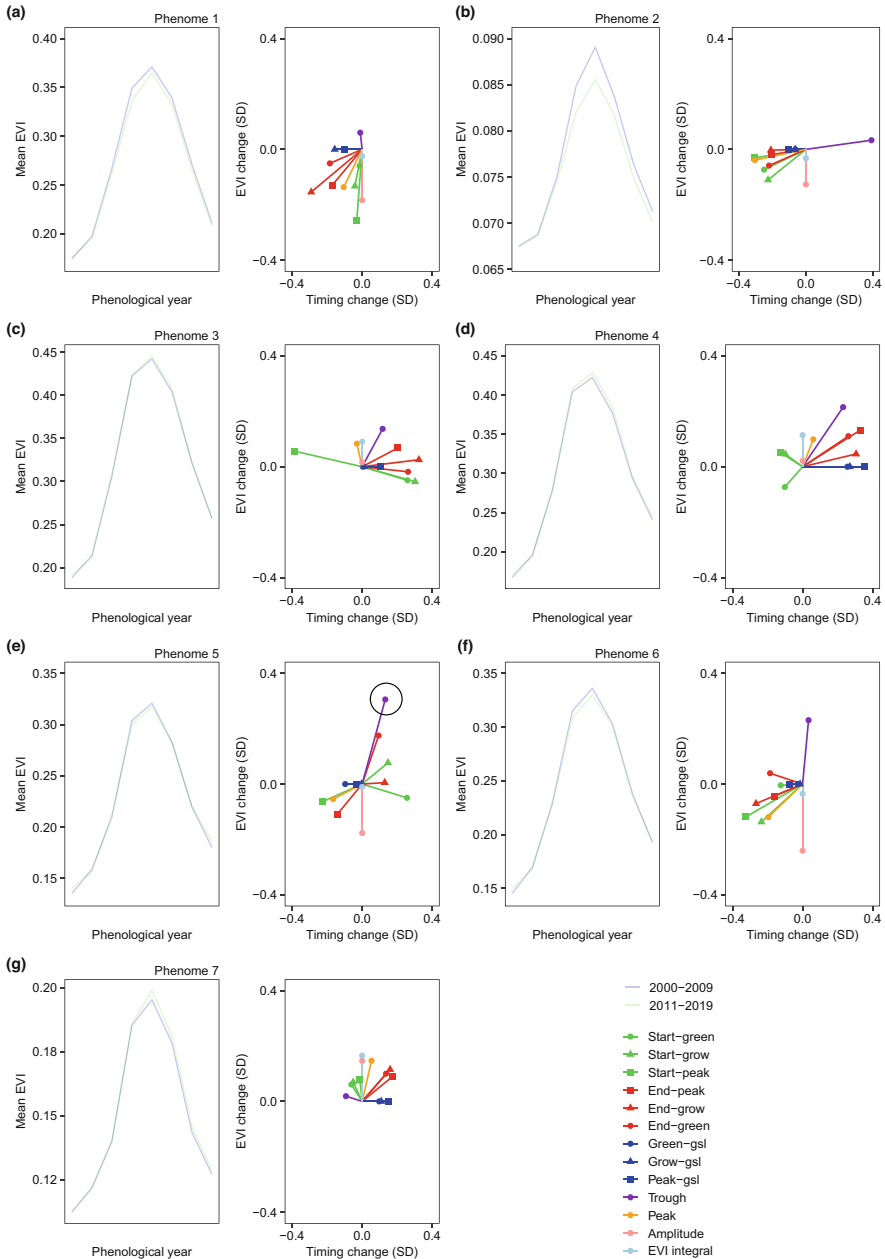 (a)
Phenome 1
0.40
0.35
0.30
0.25
0.20
Mean EVI
Phenological year
0.4
0.0
−0.4
EVI change (SD)
−0.4 0.0 0.4
Timing change (SD)
(b)
Phenome 2
0.090
0.085
0.080
0.075
0.070
0.065
Mean EVI
Phenological year
0.4
0.0
−0.4
EVI change (SD)
−0.4 0.0 0.4
Timing change (SD)
(c)
Phenome 3
0.45
0.40
0.35
0.30
0.25
0.20
Mean EVI
Phenological year
0.4
0.0
−0.4
EVI change (SD)
−0.4 0.0 0.4
Timing change (SD)
(d)
Phenome 4
0.45
0.40
0.35
0.30
0.25
0.20
Mean EVI
Phenological year
0.4
0.0
−0.4
EVI change (SD)
−0.4 0.0 0.4
Timing change (SD)
(e)
Phenome 5
0.35
0.30
0.25
0.20
0.15
Mean EVI
Phenological year
0.4
0.0
−0.4
EVI change (SD)
−0.4 0.0 0.4
Timing change (SD)
(f)
Phenome 6
0.35
0.30
0.25
0.20
0.15
Mean EVI
Phenological year
0.4
0.0
−0.4
EVI change (SD)
−0.4 0.0 0.4
Timing change (SD)
(g)
Phenome 7
0.20
0.18
0.15
0.12
Mean EVI
Phenological year
0.4
0.0
−0.4
EVI change (SD)
−0.4 0.0 0.4
Timing change (SD)
2000−2009
2011−2019
Start−green
Start−grow
Start−peak
End−peak
End−grow
End−green
Green−gsl
Grow−gsl
Peak−gsl
Trough
Peak
Amplitude
EVI integral